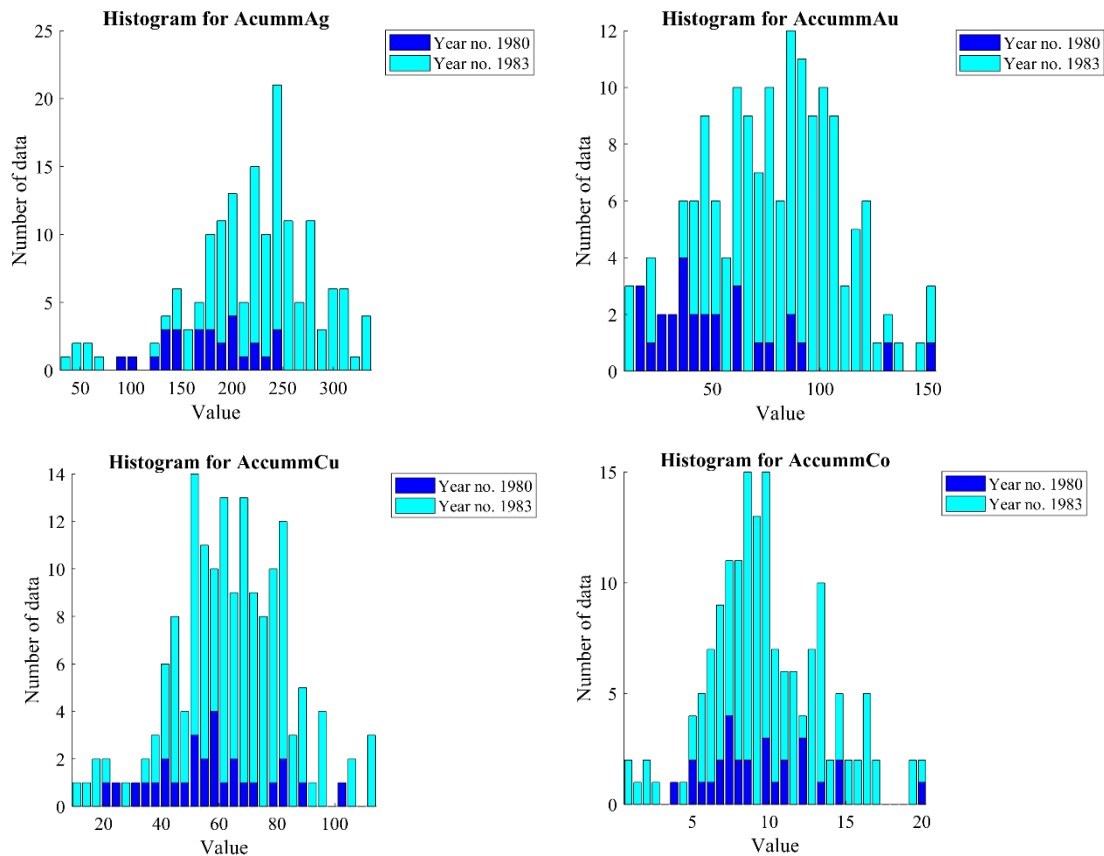 Histogram for AcummAg
Year no. 1980
Year no. 1983
25
20
15
10
5
0
Number of data
50 100 150 200 250 300
Value
Histogram for AccummAu
Year no. 1980
Year no. 1983
12
10
8
6
4
2
0
Number of data
50 100 150
Value
Histogram for AccummCu
Year no. 1980
Year no. 1983
14
12
10
8
6
4
2
0
Number of data
20 40 60 80 100
Value
Histogram for AccummCo
Year no. 1980
Year no. 1983
15
10
5
0
Number of data
5 10 15 20
Value